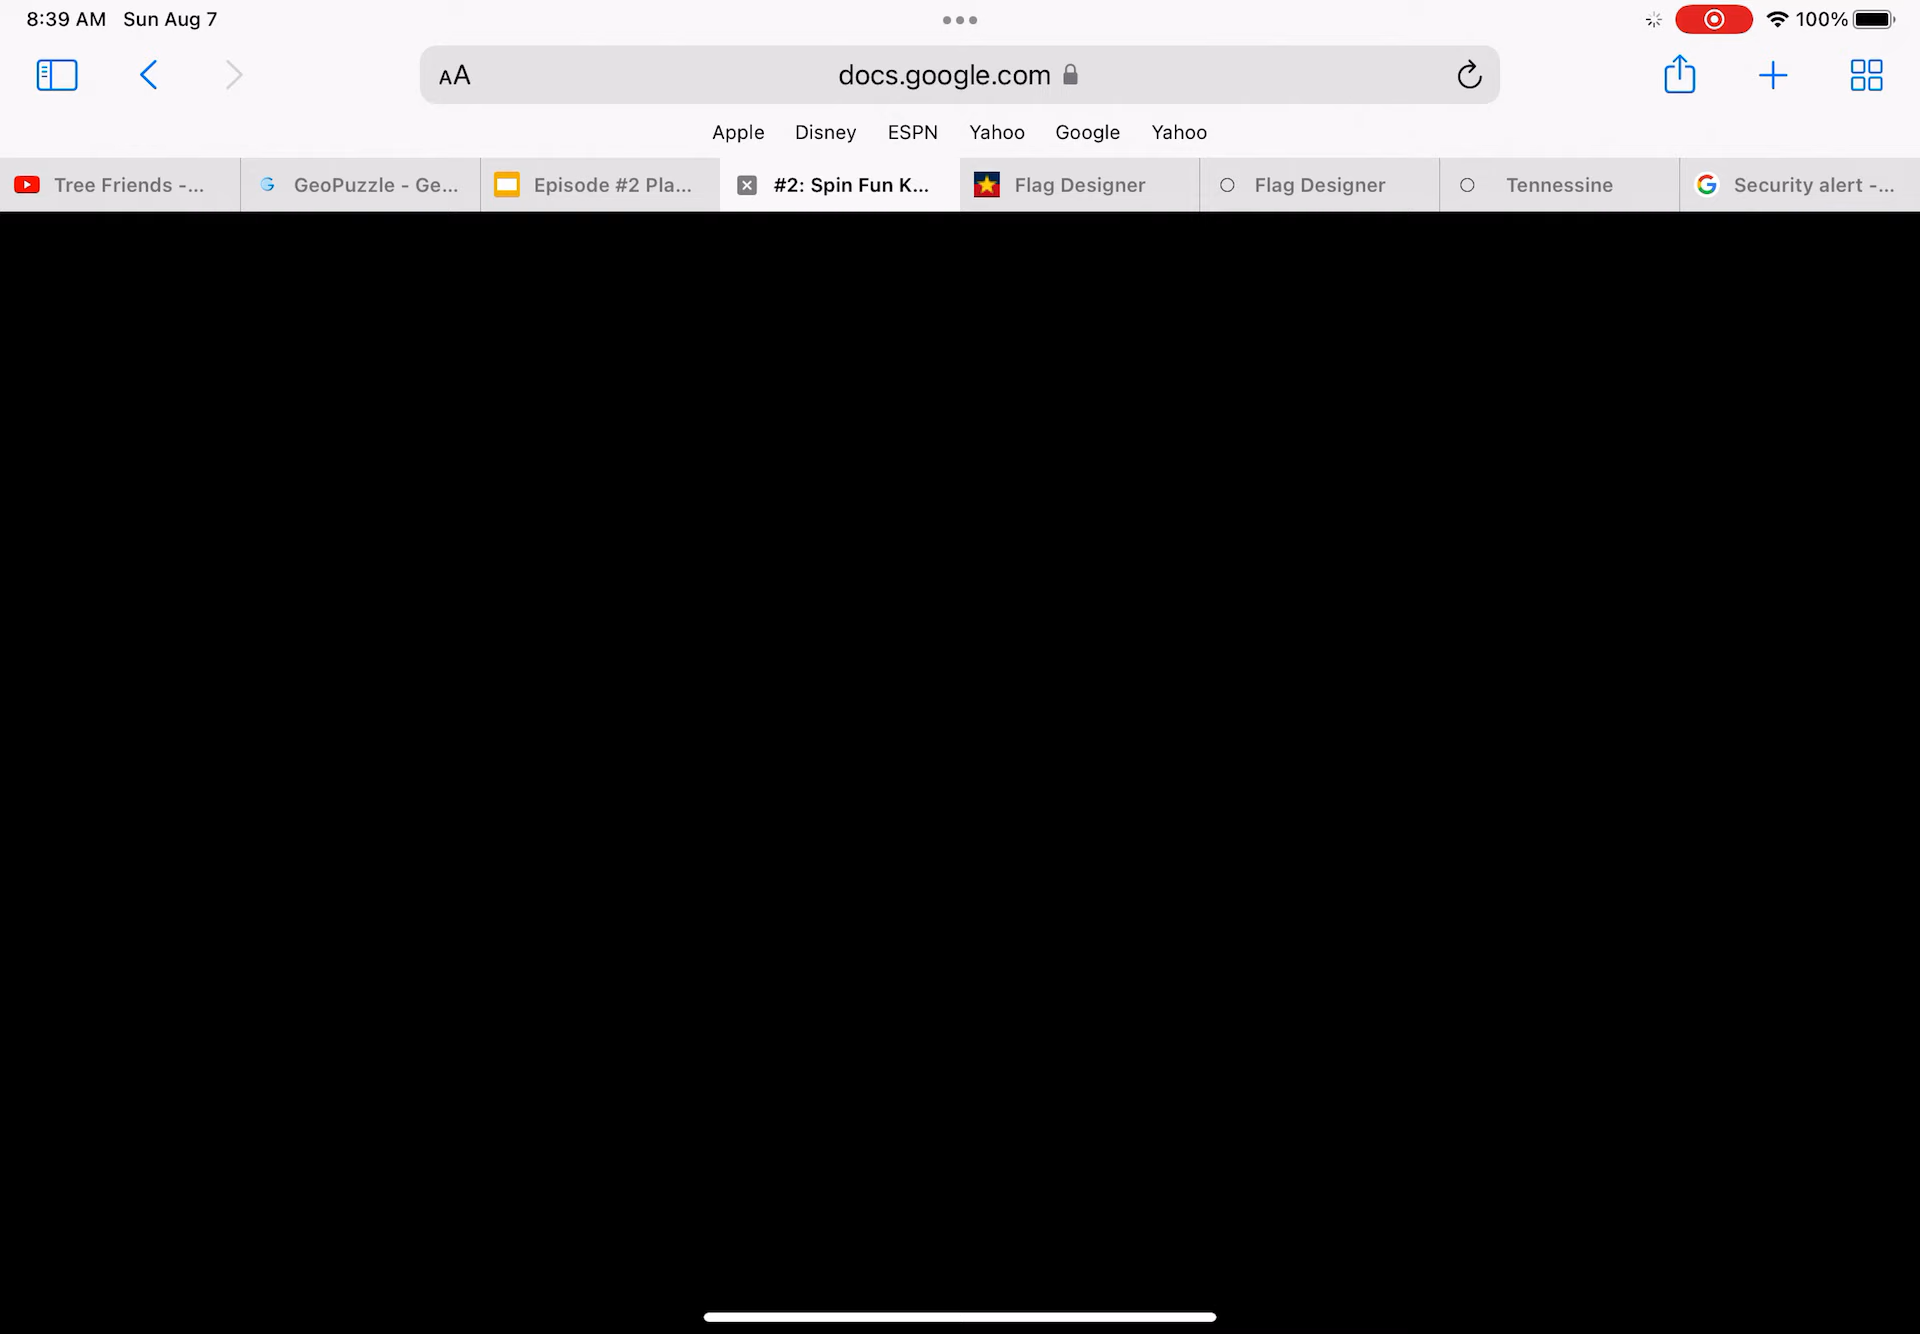 8:39 AM Sun Aug 7
100%
AA
docs.google.com
Apple Disney ESPN Yahoo Google Yahoo
Tree Friends -... GeoPuzzle - Ge... Episode #2 Pla... #2: Spin Fun K... Flag Designer Flag Designer Tennessine Security alert -...